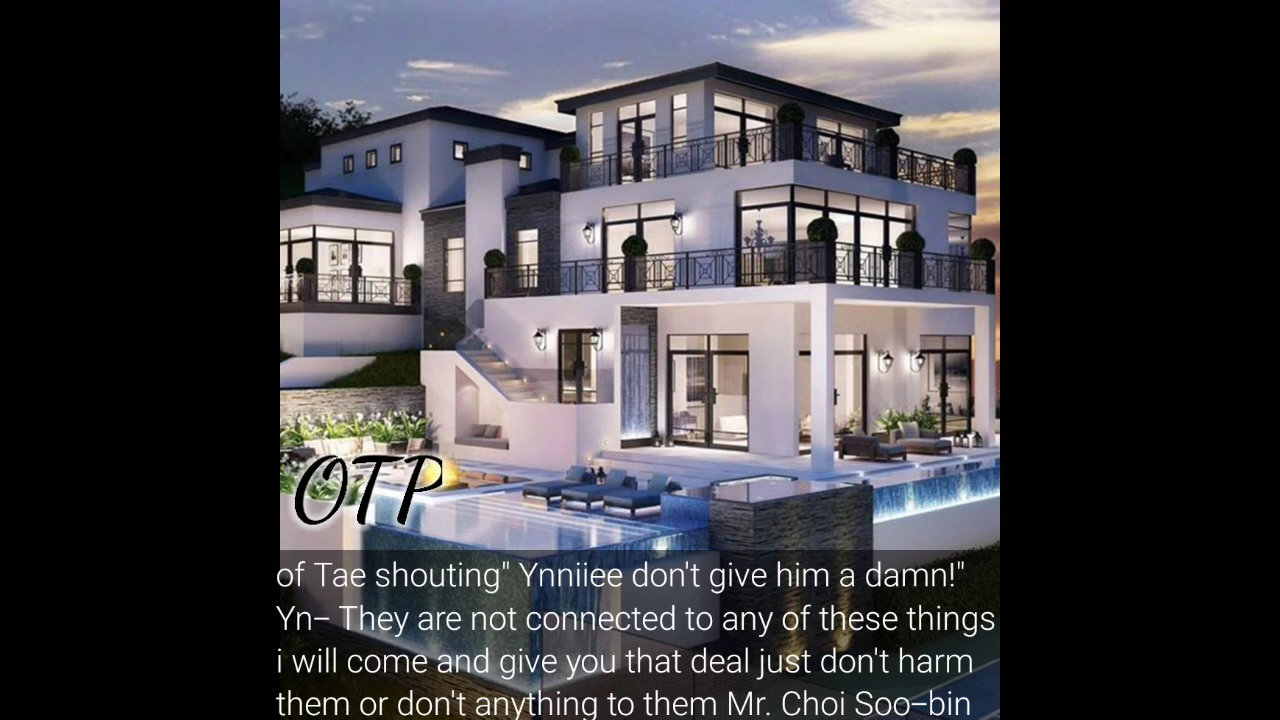 OTP
of Tae shouting" Ynniiee don't give him a damn!"
Yn– They are not connected to any of these things
i will come and give you that deal just don't harm
them or don't anything to them Mr. Choi Soo–bin